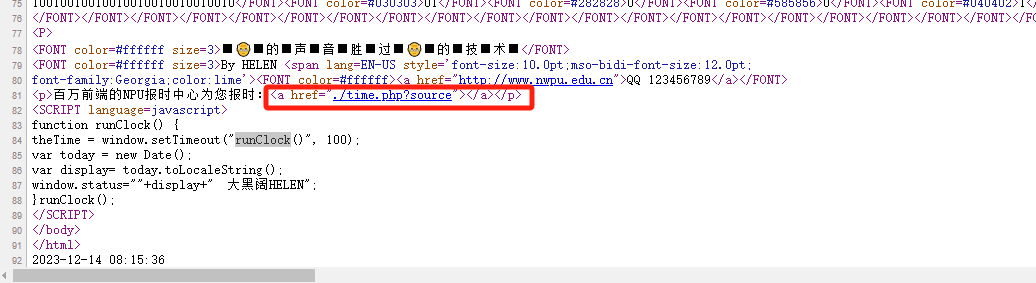 75 10010010010010010010010010010</FONT><FONT color=#030303>01</FONT><FONT color=#282828>0</FONT><FONT color=#585856>0</FONT><FONT color=#040402>1</F
76 </FONT></FONT></FONT></FONT></FONT></FONT></FONT></FONT></FONT></FONT></FONT></FONT></FONT></FONT></FONT></FONT></FONT></FONT></FONT></FONT>
77 <P>
78 <FONT color=#ffffff size=3>■😊■的■声■音■胜■过■😊■的■技■术■</FONT>
79 <FONT color=#ffffff size=3>By HELEN <span lang=EN-US style='font-size:10.0pt;mso-bidi-font-size:12.0pt;
80 font-family:Georgia;color:lime'><FONT color=#ffffff><a href="http://www.nwpu.edu.cn">QQ 123456789</a></FONT>
81 <p>百万前端的NPU报时中心为您报时：<a href="./time.php?source"></a></p>
82 <SCRIPT language=javascript>
83 function runClock() {
84 theTime = window.setTimeout("runClock()", 100);
85 var today = new Date();
86 var display= today.toLocaleString();
87 window.status=""+display+"  大黑阔HELEN";
88 }runClock();
89 </SCRIPT>
90 </body>
91 </html>
92 2023-12-14 08:15:36